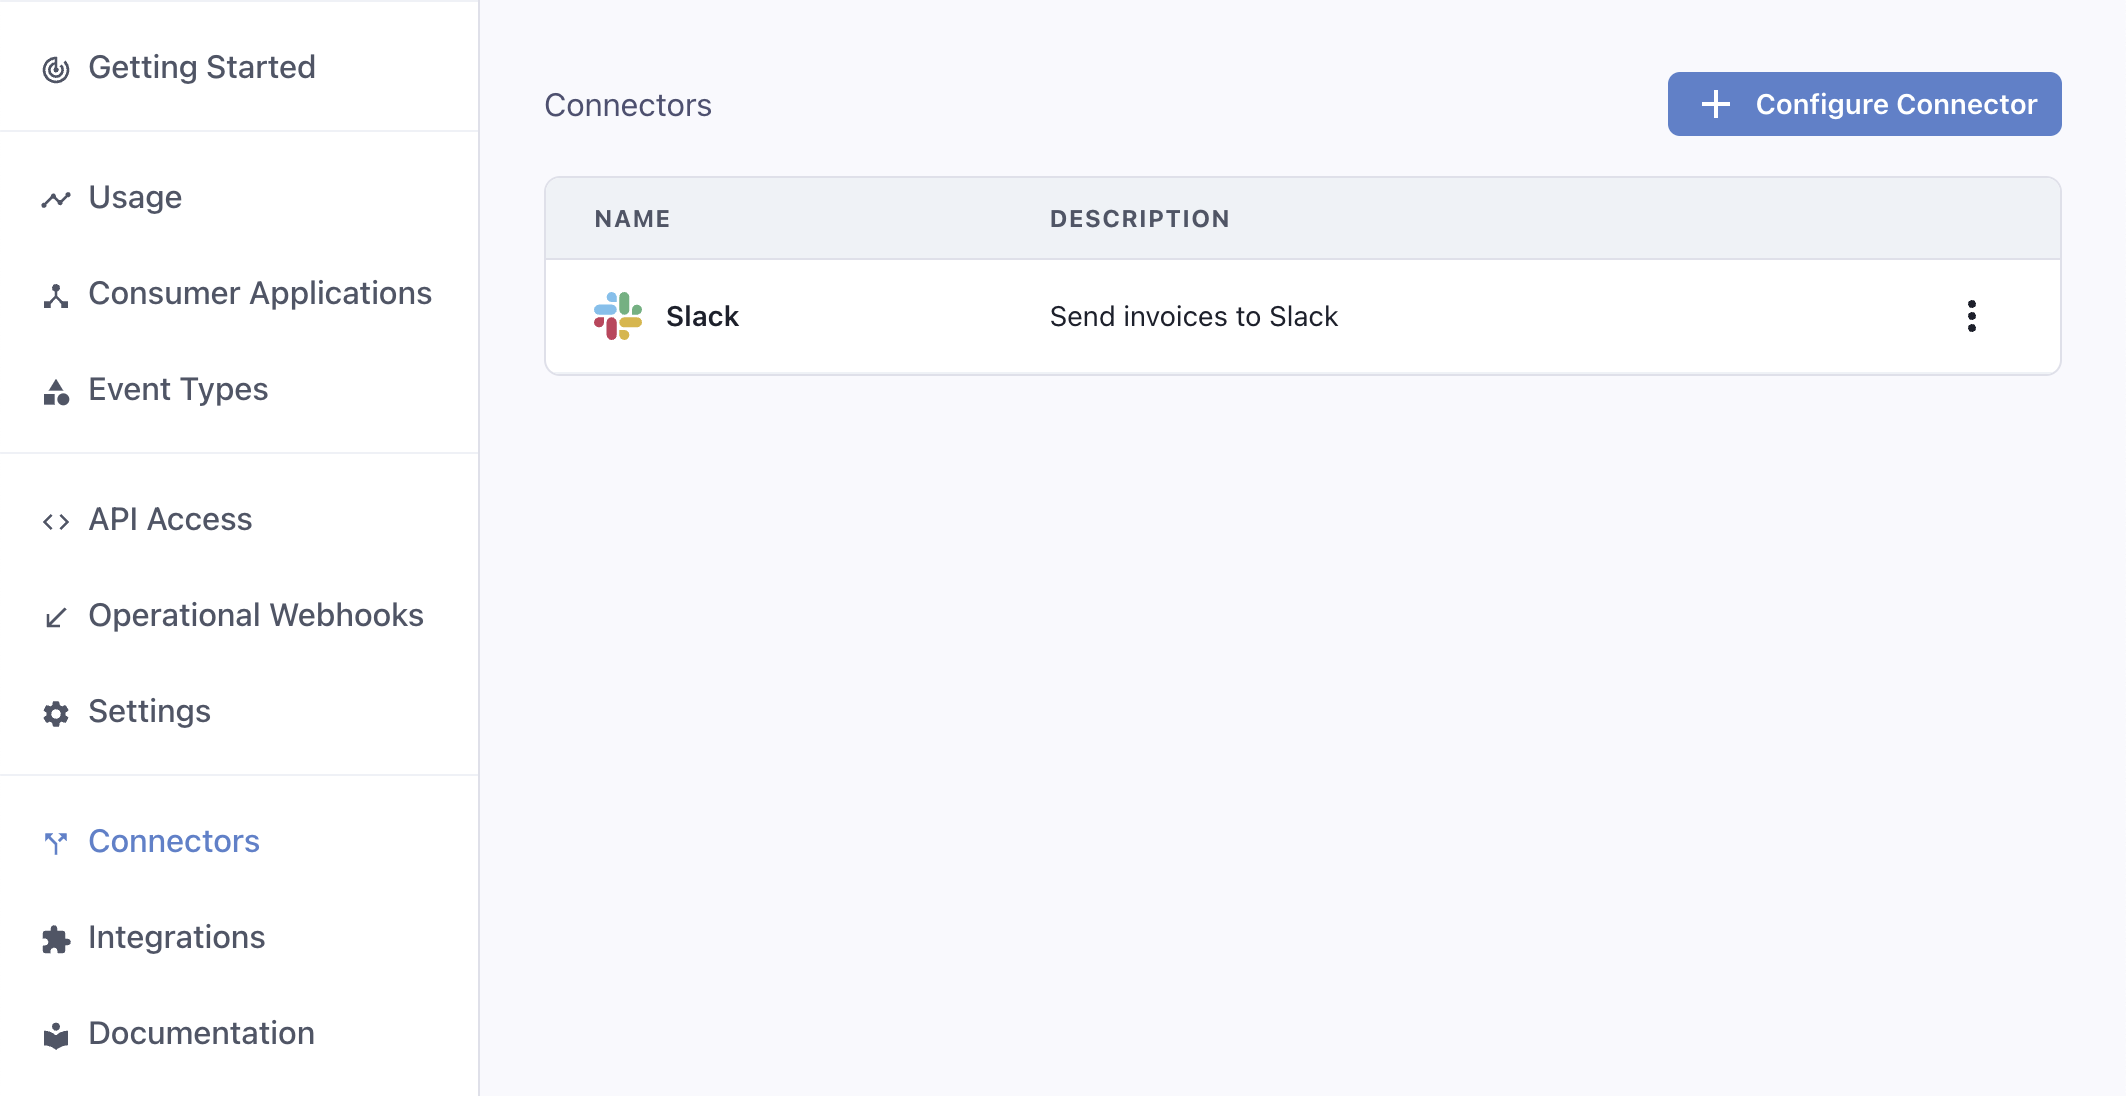 Getting Started
Usage
Consumer Applications
Event Types
API Access
Operational Webhooks
Settings
Connectors
Integrations
Documentation
Connectors
Configure Connector
NAME DESCRIPTION
Slack Send invoices to Slack